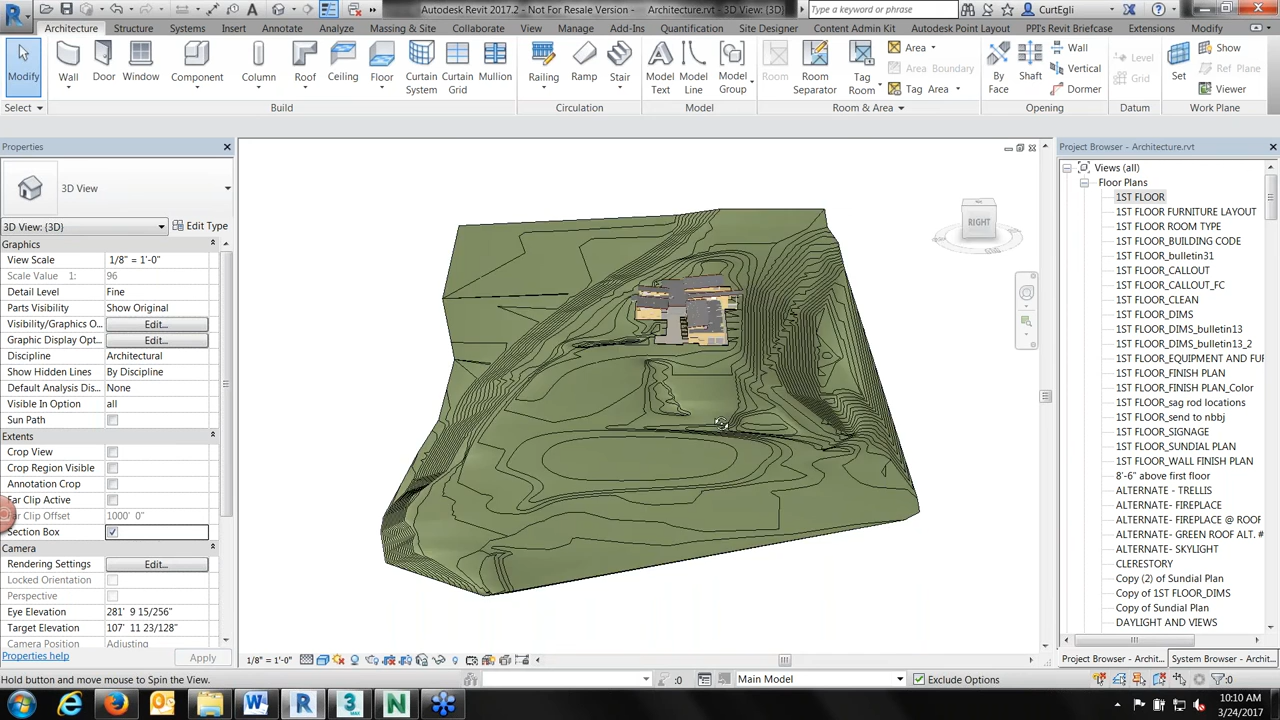 Autodesk Revit 2017.2 - Not For Resale Version - Architecture.rvt - 3D View: {3D}
Type a keyword or phrase
CurtEgli
Architecture Structure Systems Insert Annotate Analyze Massing & Site Collaborate View Manage Add-Ins Quantification Site Designer Content Admin Kit Autodesk Point Layout PPI's Revit Briefcase Extensions Modify
Modify
Wall
Door
Window
Component
Column
Roof
Ceiling
Floor
Curtain System
Curtain Grid
Mullion
Railing
Ramp
Stair
Model Text
Model Line
Model Group
Room
Room Separator
Tag Room
Area
Area Boundary
Tag Area
By Face
Shaft
Wall
Vertical
Dormer
Level
Grid
Set
Show
Ref Plane
Viewer
Select Build Circulation Model Room & Area Opening Datum Work Plane
Properties
3D View
3D View: {3D} Edit Type
Graphics
View Scale 1/8" = 1'-0"
Scale Value 1: 96
Detail Level Fine
Parts Visibility Show Original
Visibility/Graphics O... Edit...
Graphic Display Opt... Edit...
Discipline Architectural
Show Hidden Lines By Discipline
Default Analysis Dis... None
Visible In Option all
Sun Path
Extents
Crop View
Crop Region Visible
Annotation Crop
Far Clip Active
Far Clip Offset 1000' 0"
Section Box
Camera
Rendering Settings Edit...
Locked Orientation
Perspective
Eye Elevation 281' 9 15/256"
Target Elevation 107' 11 23/128"
Camera Position Adjusting
Properties help Apply
RIGHT
1/8" = 1'-0"
Project Browser - Architecture.rvt
Views (all)
Floor Plans
1ST FLOOR
1ST FLOOR FURNITURE LAYOUT
1ST FLOOR ROOM TYPE
1ST FLOOR_BUILDING CODE
1ST FLOOR_bulletin31
1ST FLOOR_CALLOUT
1ST FLOOR_CALLOUT_FC
1ST FLOOR_CLEAN
1ST FLOOR_DIMS
1ST FLOOR_DIMS_bulletin13
1ST FLOOR_DIMS_bulletin13_2
1ST FLOOR_EQUIPMENT AND FUR
1ST FLOOR_FINISH PLAN
1ST FLOOR_FINISH PLAN_Color
1ST FLOOR_sag rod locations
1ST FLOOR_send to nbbj
1ST FLOOR_SIGNAGE
1ST FLOOR_SUNDIAL PLAN
1ST FLOOR_WALL FINISH PLAN
8'-6" above first floor
ALTERNATE - TRELLIS
ALTERNATE- FIREPLACE
ALTERNATE- FIREPLACE @ ROOF
ALTERNATE- GREEN ROOF ALT. #
ALTERNATE- SKYLIGHT
CLERESTORY
Copy (2) of Sundial Plan
Copy of 1ST FLOOR_DIMS
Copy of Sundial Plan
DAYLIGHT AND VIEWS
Project Browser - Architect... System Browser - Archit...
Hold button and move mouse to Spin the View.
:0
Main Model
Exclude Options
:0
10:10 AM
3/24/2017